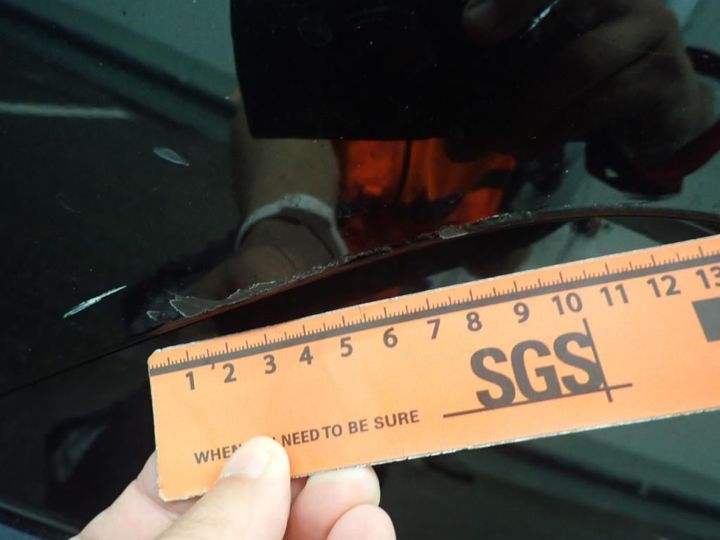 1 2 3 4 5 6 7 8 9 10 11 12 13
SGS
WHEN NEED TO BE SURE